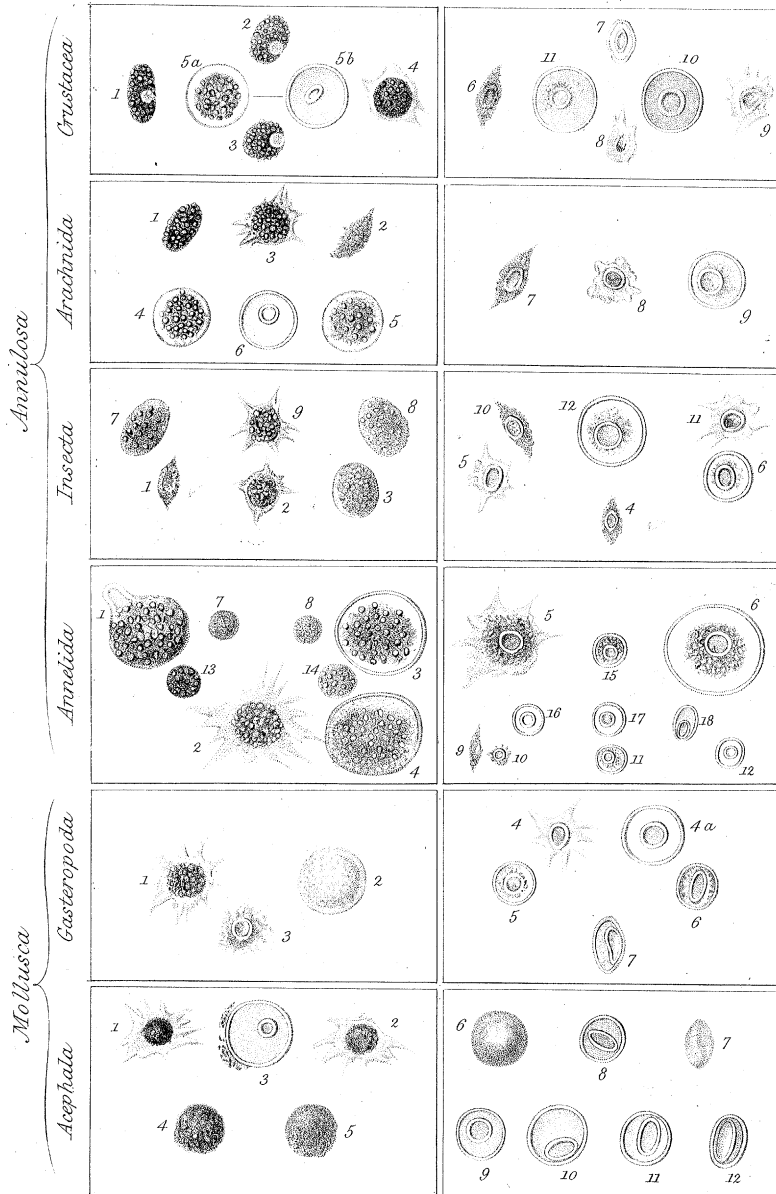 Annulosa
Crustacea
1 2 3 4 5a 5b
6 7 8 9 10 11
Arachnida
1 2 3 4 5 6
7 8 9
Insecta
7 9 8 1 2 3
10 12 11 5 6 4
Annelida
1 7 8 3 13 14 2 4
5 6 15 16 17 18 9 10 11 12
Mollusca
Gasteropoda
1 2 3
4 4a 5 6 7
Acephala
1 2 3 4 5
6 7 8 9 10 11 12